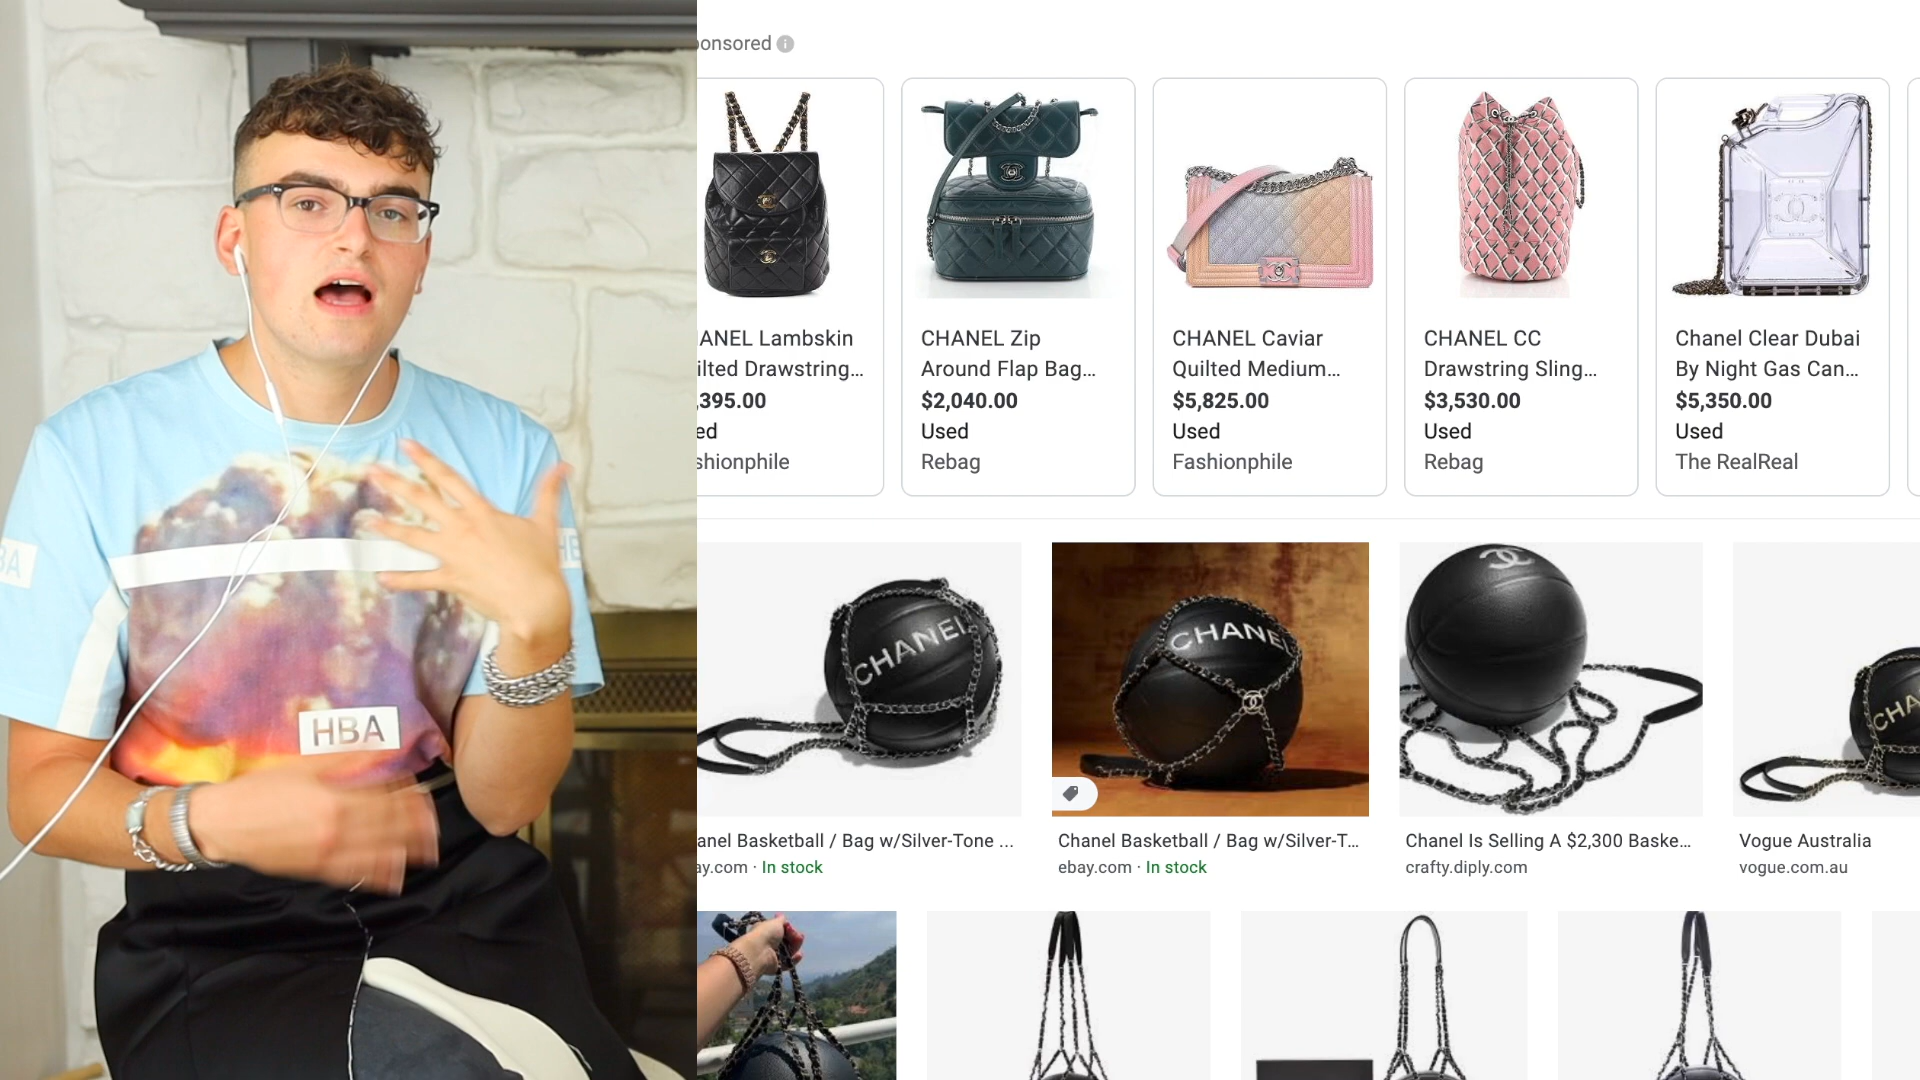 onsored
ANEL Lambskin
ilted Drawstring...
,395.00
ed
shionphile
CHANEL Zip
Around Flap Bag...
$2,040.00
Used
Rebag
CHANEL Caviar
Quilted Medium...
$5,825.00
Used
Fashionphile
CHANEL CC
Drawstring Sling...
$3,530.00
Used
Rebag
Chanel Clear Dubai
By Night Gas Can...
$5,350.00
Used
The RealReal
BA
HB
HBA
CHANEL
CHANEL
CHA
anel Basketball / Bag w/Silver-Tone ...
ay.com · In stock
Chanel Basketball / Bag w/Silver-T...
ebay.com · In stock
Chanel Is Selling A $2,300 Baske...
crafty.diply.com
Vogue Australia
vogue.com.au